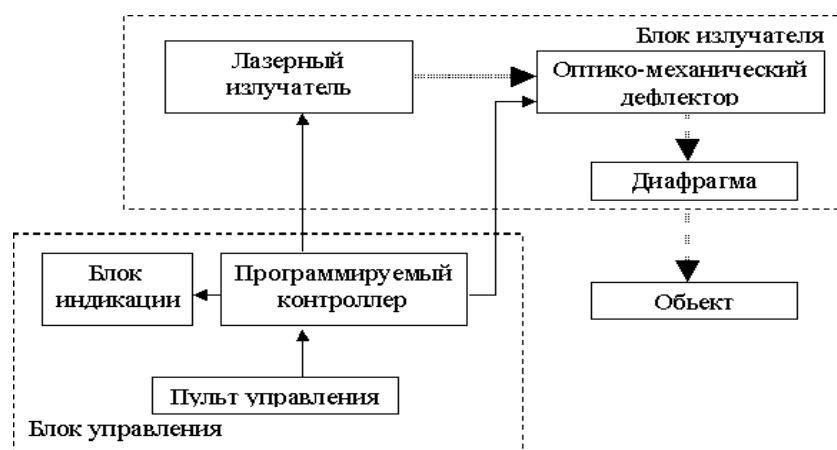 Блок излучателя
Лазерный
излучатель
Оптико-механический
дефлектор
Диафрагма
Блок
индикации
Программируемый
контроллер
Обьект
Пульт управления
Блок управления